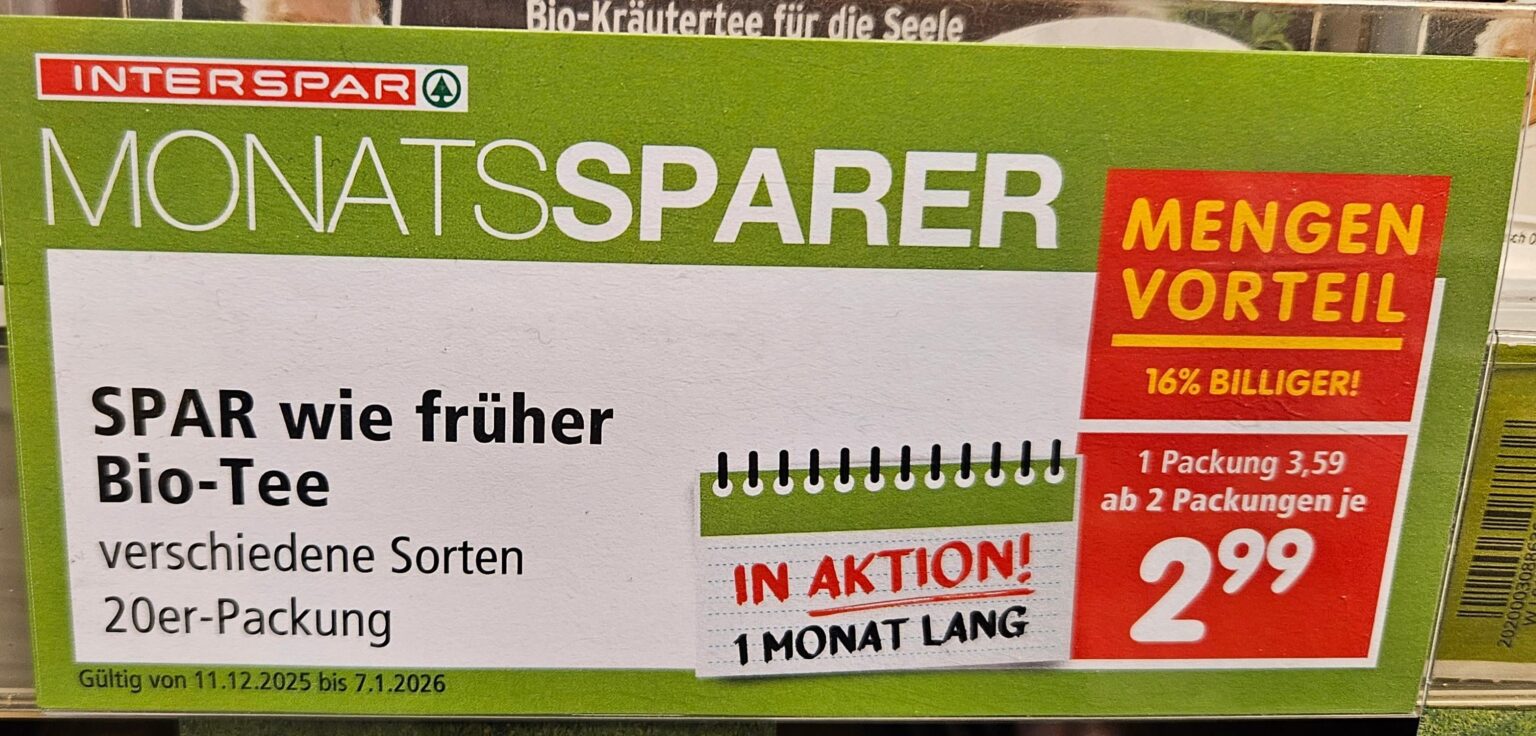 Bio-Kräutertee für die Seele
INTERSPAR
MONATSSPARER
MENGEN
VORTEIL
16% BILLIGER!
SPAR wie früher
Bio-Tee
verschiedene Sorten
20er-Packung
IN AKTION!
1 MONAT LANG
1 Packung 3,59
ab 2 Packungen je
2 99
Gültig von 11.12.2025 bis 7.1.2026